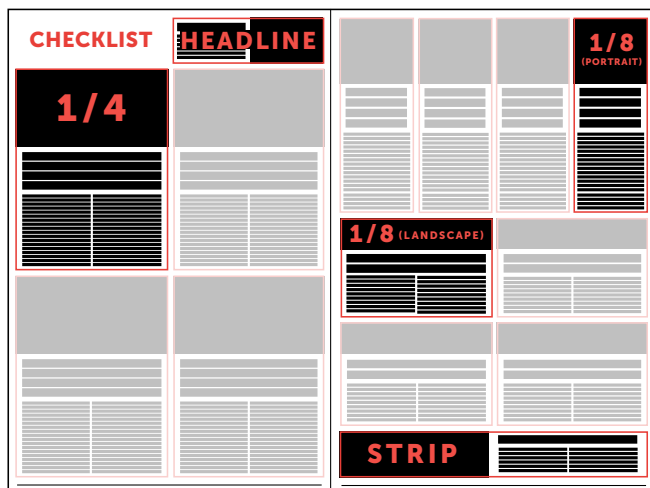 CHECKLIST
HEADLINE
1/4
1/8
(PORTRAIT)
1/8 (LANDSCAPE)
STRIP